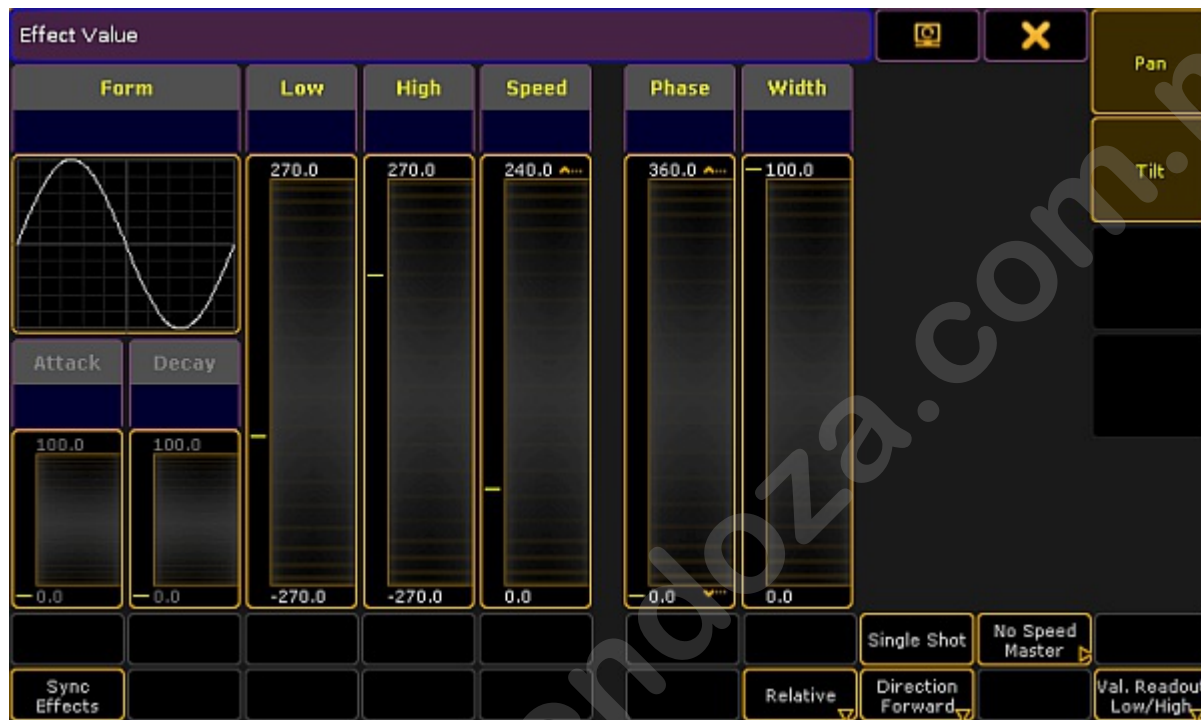 Effect Value
Pan
Form
Low
High
Speed
Phase
Width
270.0
270.0
240.0
360.0
100.0
Tilt
Attack
Decay
100.0
100.0
0.0
0.0
-270.0
-270.0
0.0
0.0
0.0
Single Shot
No Speed
Master
Sync
Effects
Relative
Direction
Forward
Val. Readout
Low/High
endoza.com.